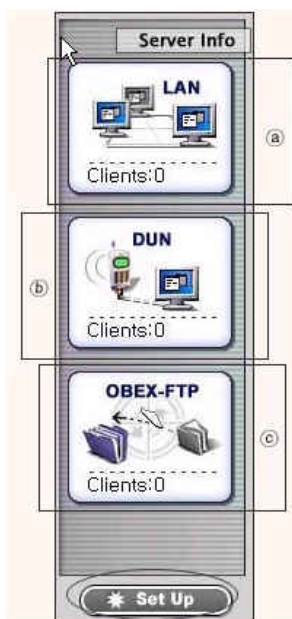 Server Info
LAN
ⓐ
Clients:0
DUN
ⓑ
Clients:0
OBEX-FTP
ⓒ
Clients:0
Set Up